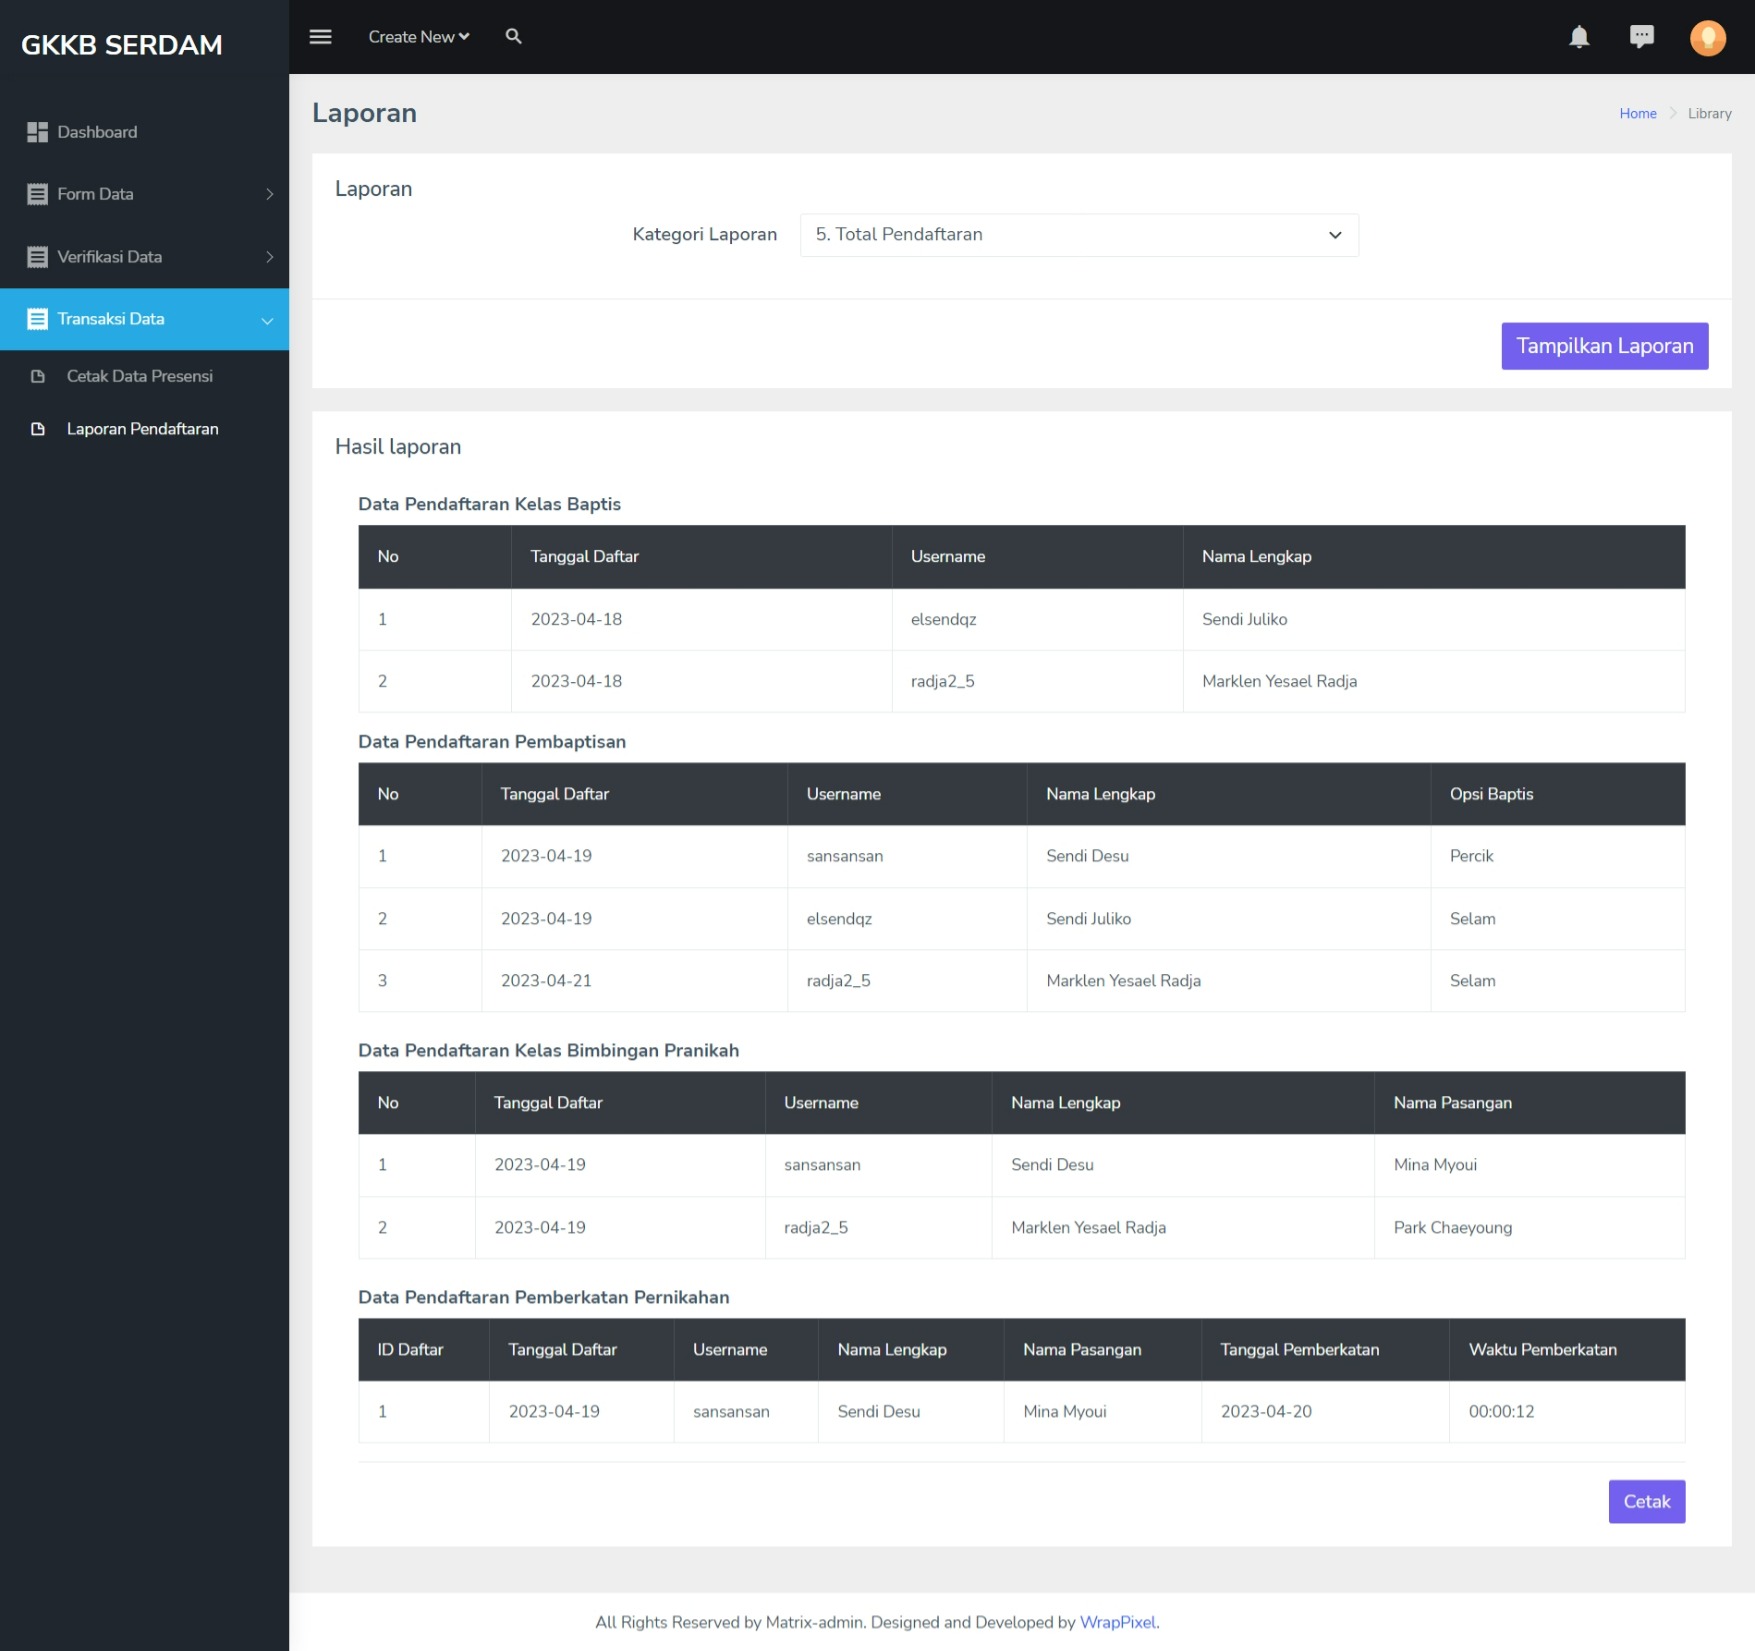 GKKB SERDAM
Create New
Dashboard
Form Data
Verifikasi Data
Transaksi Data
Cetak Data Presensi
Laporan Pendaftaran
Laporan
Home Library
Laporan
Kategori Laporan 5. Total Pendaftaran
Tampilkan Laporan
Hasil laporan
Data Pendaftaran Kelas Baptis
No Tanggal Daftar Username Nama Lengkap
1 2023-04-18 elsendqz Sendi Juliko
2 2023-04-18 radja2_5 Marklen Yesael Radja
Data Pendaftaran Pembaptisan
No Tanggal Daftar Username Nama Lengkap Opsi Baptis
1 2023-04-19 sansansan Sendi Desu Percik
2 2023-04-19 elsendqz Sendi Juliko Selam
3 2023-04-21 radja2_5 Marklen Yesael Radja Selam
Data Pendaftaran Kelas Bimbingan Pranikah
No Tanggal Daftar Username Nama Lengkap Nama Pasangan
1 2023-04-19 sansansan Sendi Desu Mina Myoui
2 2023-04-19 radja2_5 Marklen Yesael Radja Park Chaeyoung
Data Pendaftaran Pemberkatan Pernikahan
ID Daftar Tanggal Daftar Username Nama Lengkap Nama Pasangan Tanggal Pemberkatan Waktu Pemberkatan
1 2023-04-19 sansansan Sendi Desu Mina Myoui 2023-04-20 00:00:12
Cetak
All Rights Reserved by Matrix-admin. Designed and Developed by WrapPixel.